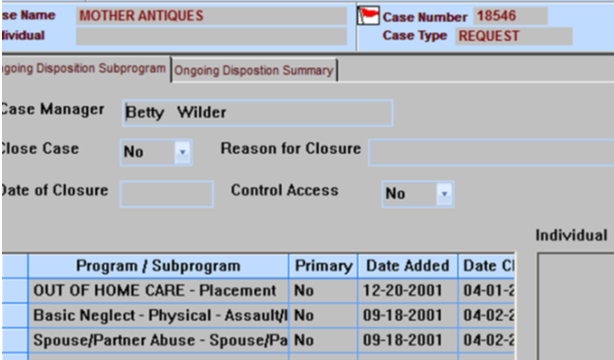 se Name MOTHER ANTIQUES Case Number 18546
dividual Case Type REQUEST
ngoing Disposition Subprogram Ongoing Dispostion Summary
Case Manager Betty Wilder
Close Case No Reason for Closure
Date of Closure Control Access No
Individual
Program / Subprogram Primary Date Added Date Cl
OUT OF HOME CARE - Placement No 12-20-2001 04-01-2
Basic Neglect - Physical - Assault/I No 09-18-2001 04-02-2
Spouse/Partner Abuse - Spouse/Pa No 09-18-2001 04-02-2